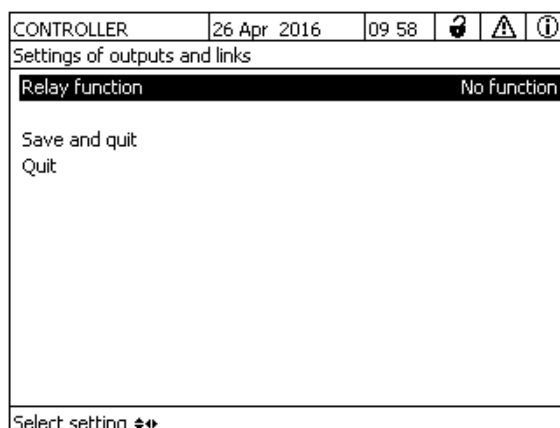 CONTROLLER 26 Apr 2016 09 58
Settings of outputs and links
Relay function No function
Save and quit
Quit
Select setting